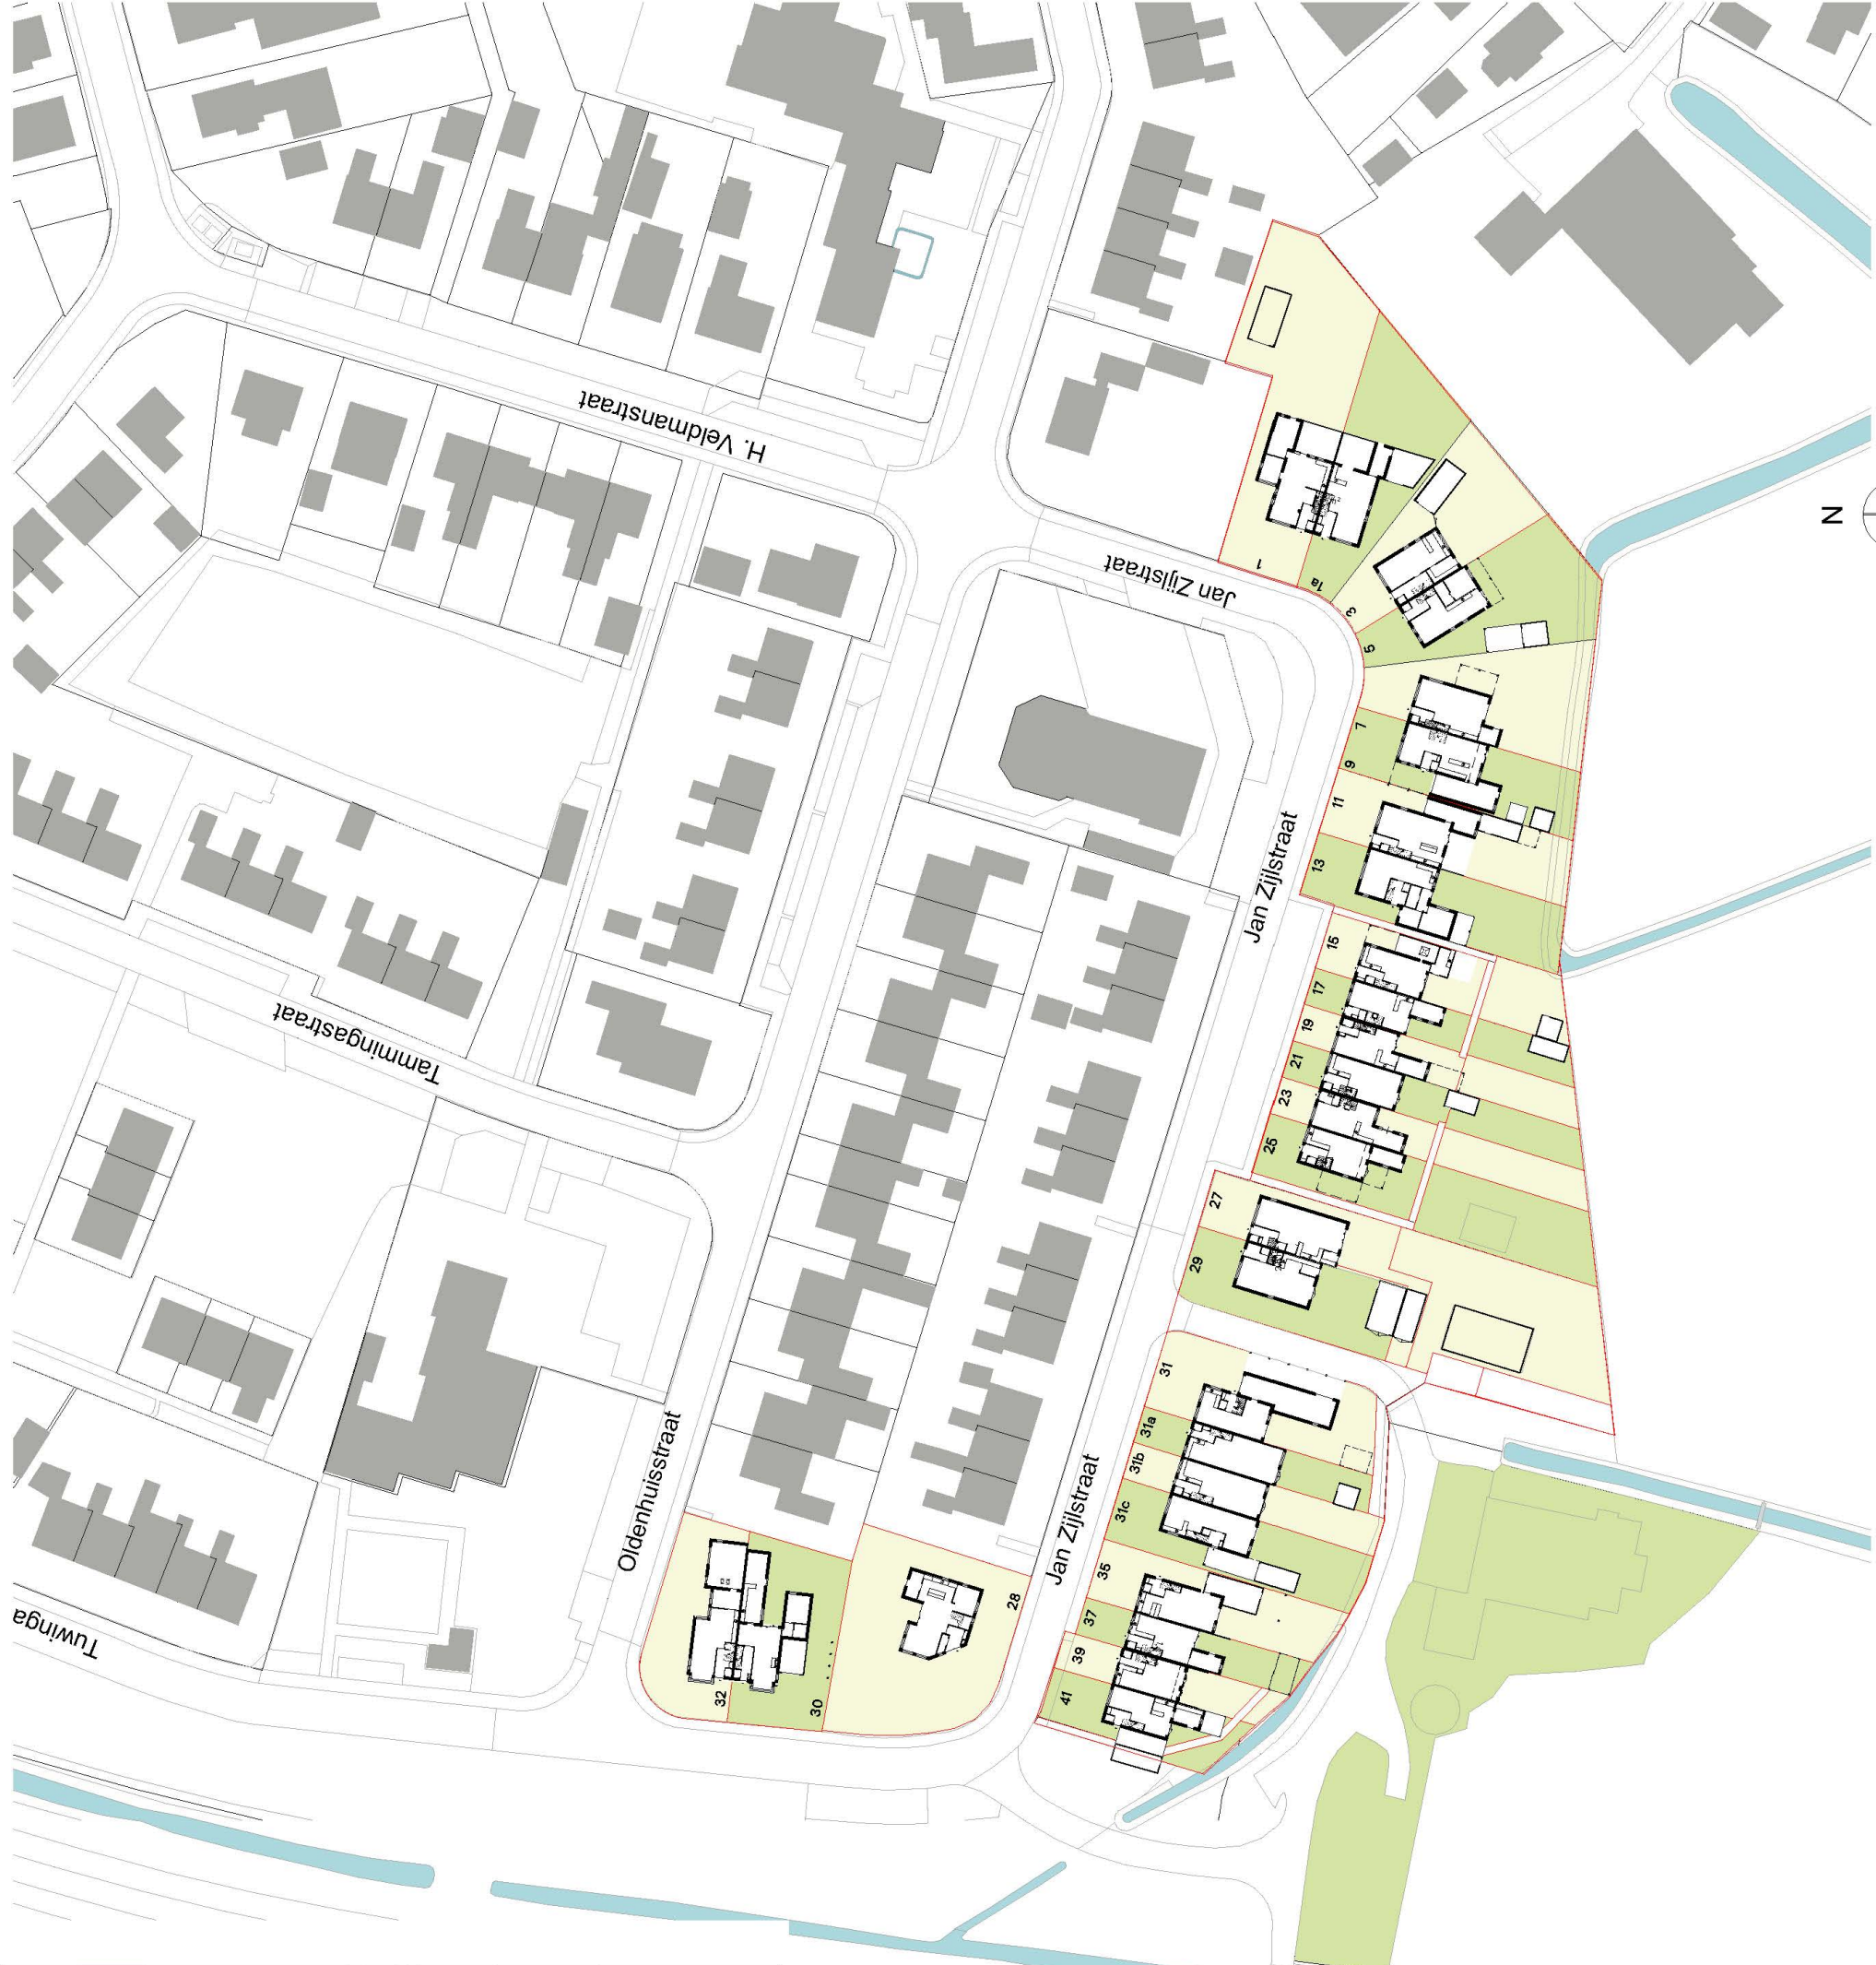 H. Veldmanstraat
N
Jan Zijlstraat
1
1a
3
5
7
9
11
13
Jan Zijlstraat
15
17
19
21
23
25
Tammingastraat
27
29
31
31a
31b
31c
Oldenhuisstraat
Jan Zijlstraat
35
37
39
41
28
30
32
Tuwinga